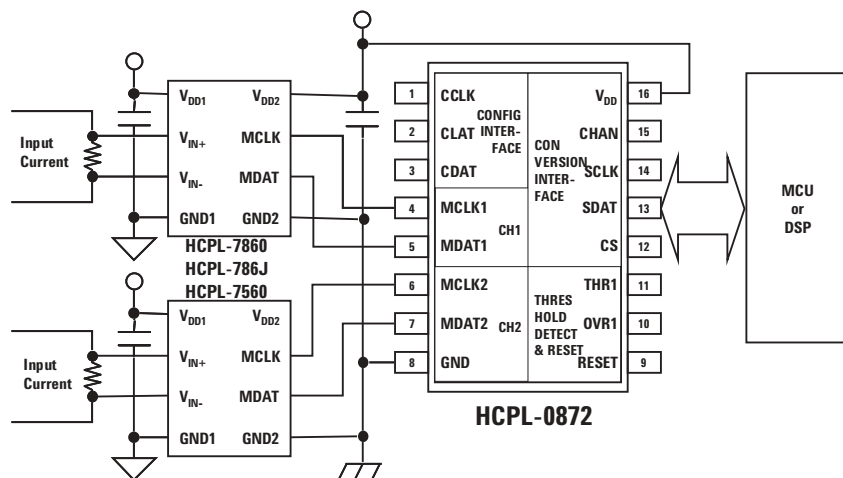 Input
Current
V_DD1
V_DD2
V_IN+
MCLK
V_IN-
MDAT
GND1
GND2
HCPL-7860
HCPL-786J
HCPL-7560
Input
Current
V_DD1
V_DD2
V_IN+
MCLK
V_IN-
MDAT
GND1
GND2
1
CCLK
2
CLAT
3
CDAT
4
MCLK1
5
MDAT1
6
MCLK2
7
MDAT2
8
GND
CONFIG
INTER-
FACE
CH1
CH2
CON
VERSION
INTER-
FACE
THRES
HOLD
DETECT
& RESET
V_DD
16
CHAN
15
SCLK
14
SDAT
13
CS
12
THR1
11
OVR1
10
RESET
9
HCPL-0872
MCU
or
DSP